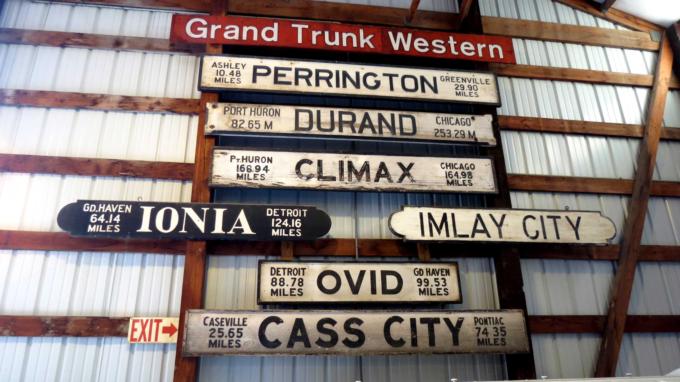 Grand Trunk Western
ASHLEY
10.48
MILES
PERRINGTON
GREENVILLE
29.90
MILES
PORT HURON
82.65 M
DURAND
CHICAGO
253.29 M
PT. HURON
168.94
MILES
CLIMAX
CHICAGO
164.98
MILES
GD. HAVEN
64.14
MILES
IONIA
DETROIT
124.16
MILES
IMLAY CITY
DETROIT
88.78
MILES
OVID
GD HAVEN
99.53
MILES
EXIT
CASEVILLE
25.65
MILES
CASS CITY
PONTIAC
74.35
MILES